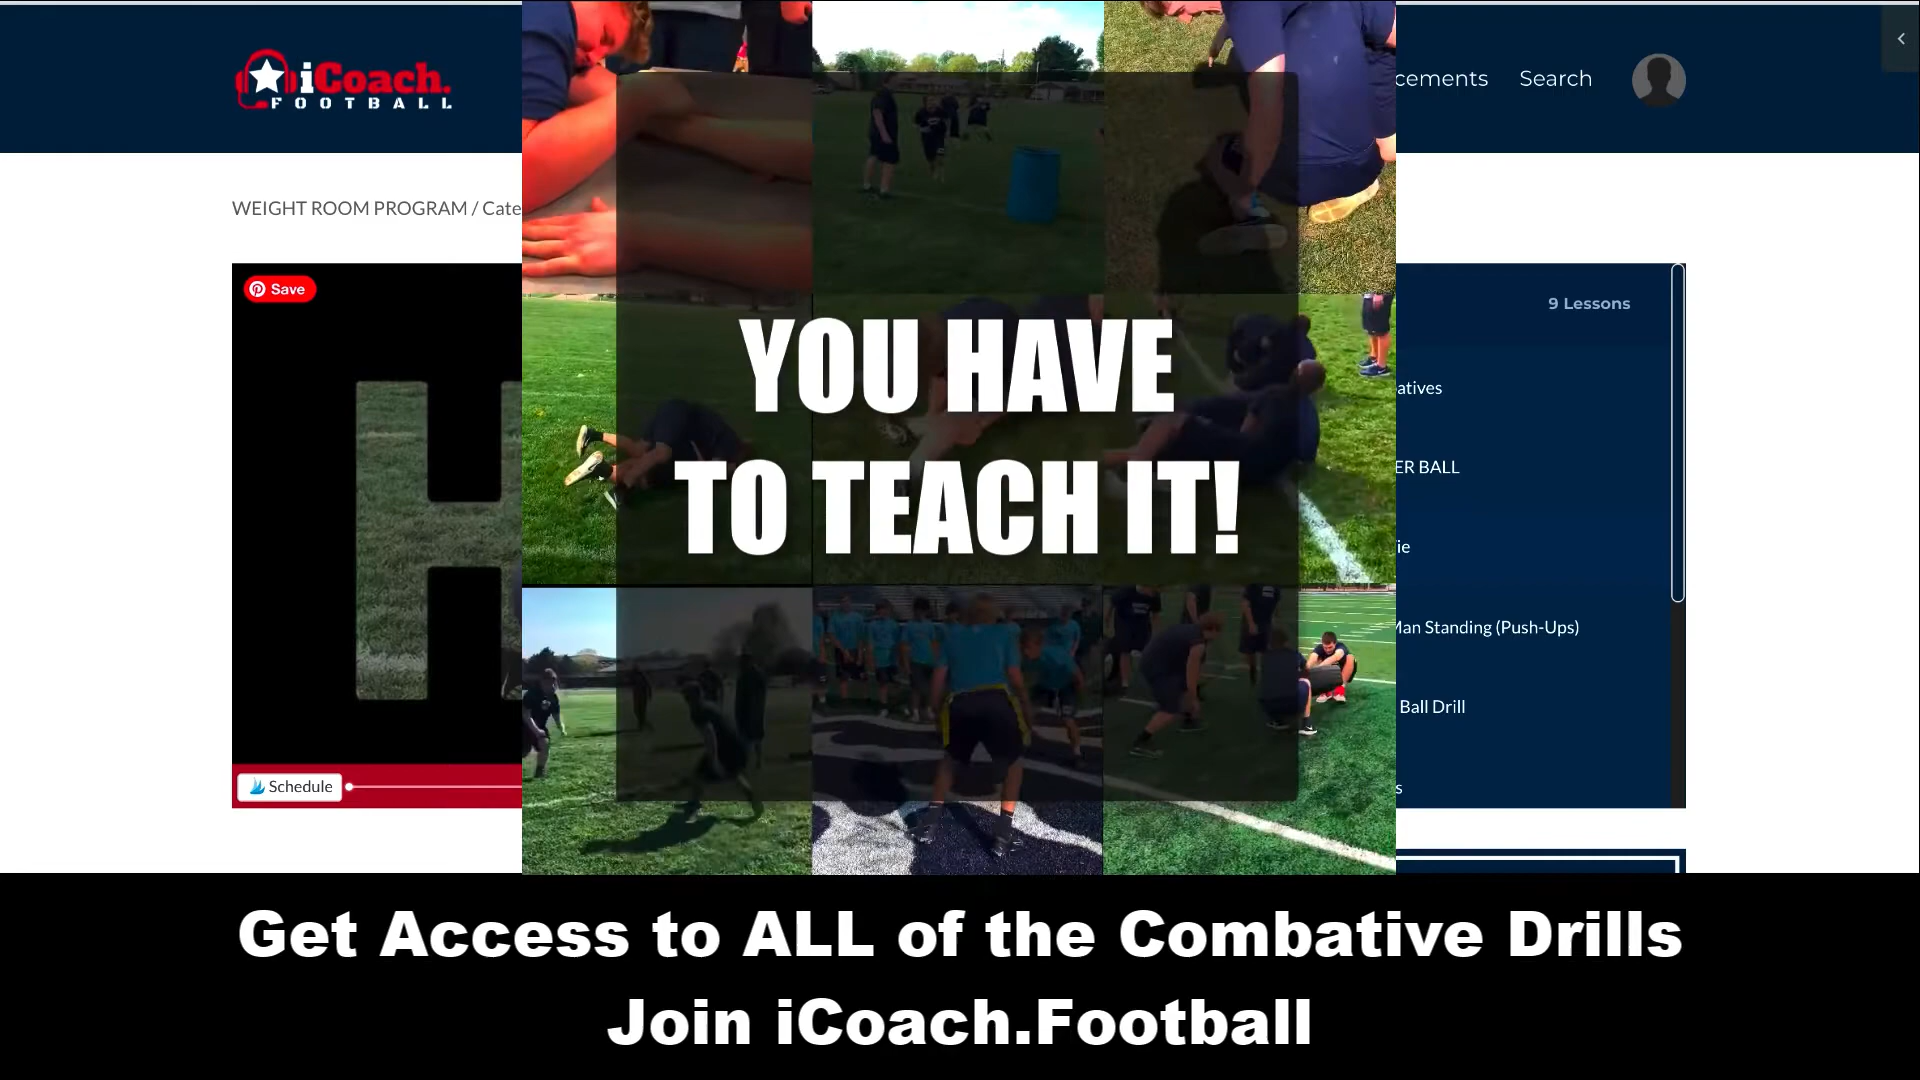 iCoach.
FOOTBALL
cements
Search
WEIGHT ROOM PROGRAM / Cate
Save
9 Lessons
YOU HAVE
TO TEACH IT!
atives
ER BALL
ie
Man Standing (Push-Ups)
Ball Drill
s
Schedule
Get Access to ALL of the Combative Drills
Join iCoach.Football